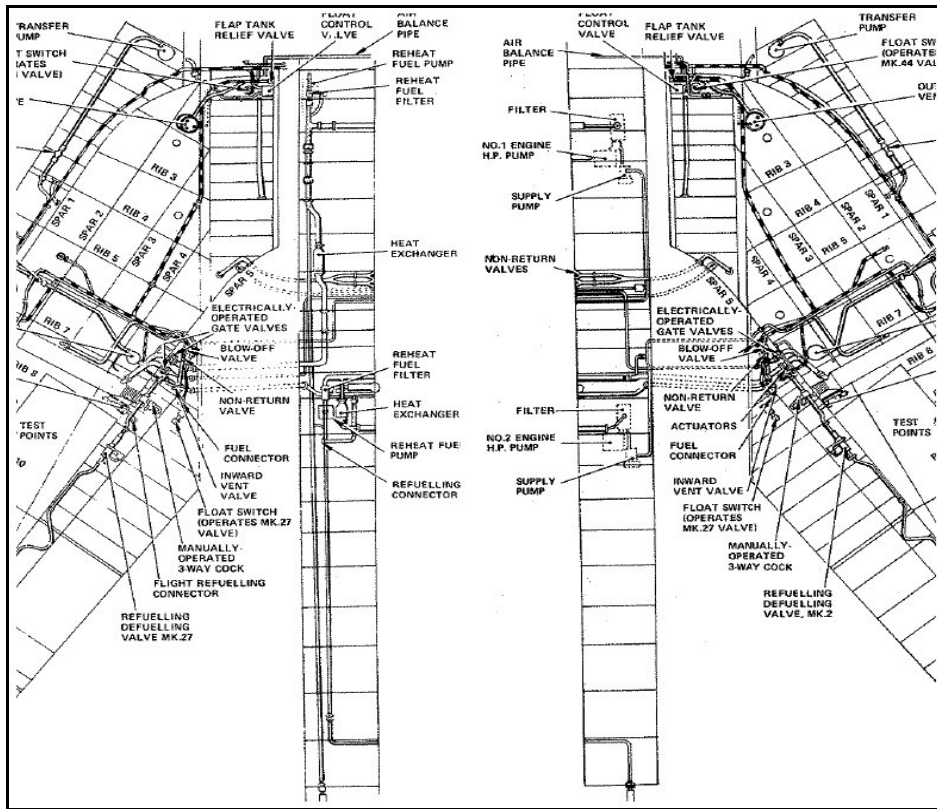 TRANSFER
PUMP
FLAP TANK
RELIEF VALVE
FLOAT
CONTROL
VALVE
AIR
BALANCE
PIPE
REHEAT
FUEL PUMP
REHEAT
FUEL
FILTER
RIB 3
RIB 4
RIB 5
SPAR 1
SPAR 2
SPAR 3
SPAR 4
SPAR 5
HEAT
EXCHANGER
ELECTRICALLY-
OPERATED
GATE VALVES
RIB 7
BLOW-OFF
VALVE
RIB 8
NON-RETURN
VALVE
REHEAT
FUEL
FILTER
HEAT
EXCHANGER
TEST
POINTS
FUEL
CONNECTOR
REHEAT FUEL
PUMP
INWARD
VENT
VALVE
REFUELLING
CONNECTOR
FLOAT SWITCH
(OPERATES MK.27
VALVE)
MANUALLY-
OPERATED
3-WAY COCK
FLIGHT REFUELLING
CONNECTOR
REFUELLING
DEFUELLING
VALVE MK.27
FLOAT
CONTROL
VALVE
FLAP TANK
RELIEF VALVE
TRANSFER
PUMP
AIR
BALANCE
PIPE
FLOAT SWITCH
MK.44
FILTER
NO.1 ENGINE
H.P. PUMP
SUPPLY
PUMP
RIB 3
RIB 4
RIB 5
SPAR 1
SPAR 2
SPAR 3
SPAR 4
SPAR 5
NON-RETURN
VALVES
ELECTRICALLY-
OPERATED
GATE VALVES
RIB 7
BLOW-OFF
VALVE
RIB 8
NON-RETURN
VALVE
ACTUATORS
TEST
POINTS
FILTER
NO.2 ENGINE
H.P. PUMP
FUEL
CONNECTOR
SUPPLY
PUMP
INWARD
VENT VALVE
FLOAT SWITCH
(OPERATES
MK.27 VALVE)
MANUALLY-
OPERATED
3-WAY COCK
REFUELLING
DEFUELLING
VALVE, MK.2